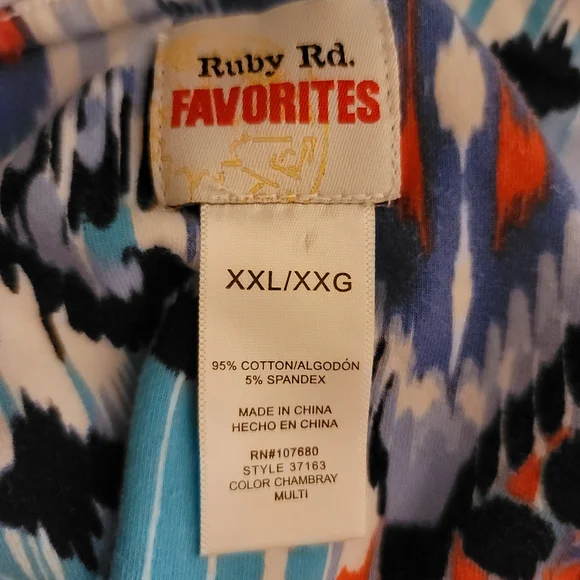 Ruby Rd.
FAVORITES
XXL/XXG
95% COTTON/ALGODÓN
5% SPANDEX
MADE IN CHINA
HECHO EN CHINA
RN#107680
STYLE 37163
COLOR CHAMBRAY
MULTI